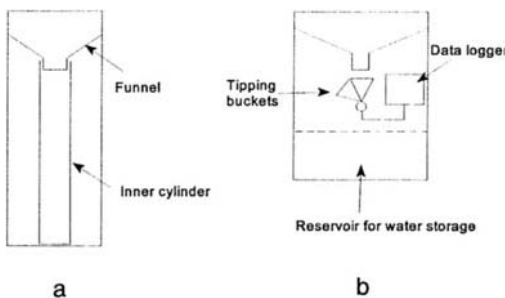 Funnel
Inner cylinder
a
Data logger
Tipping
buckets
Reservoir for water storage
b